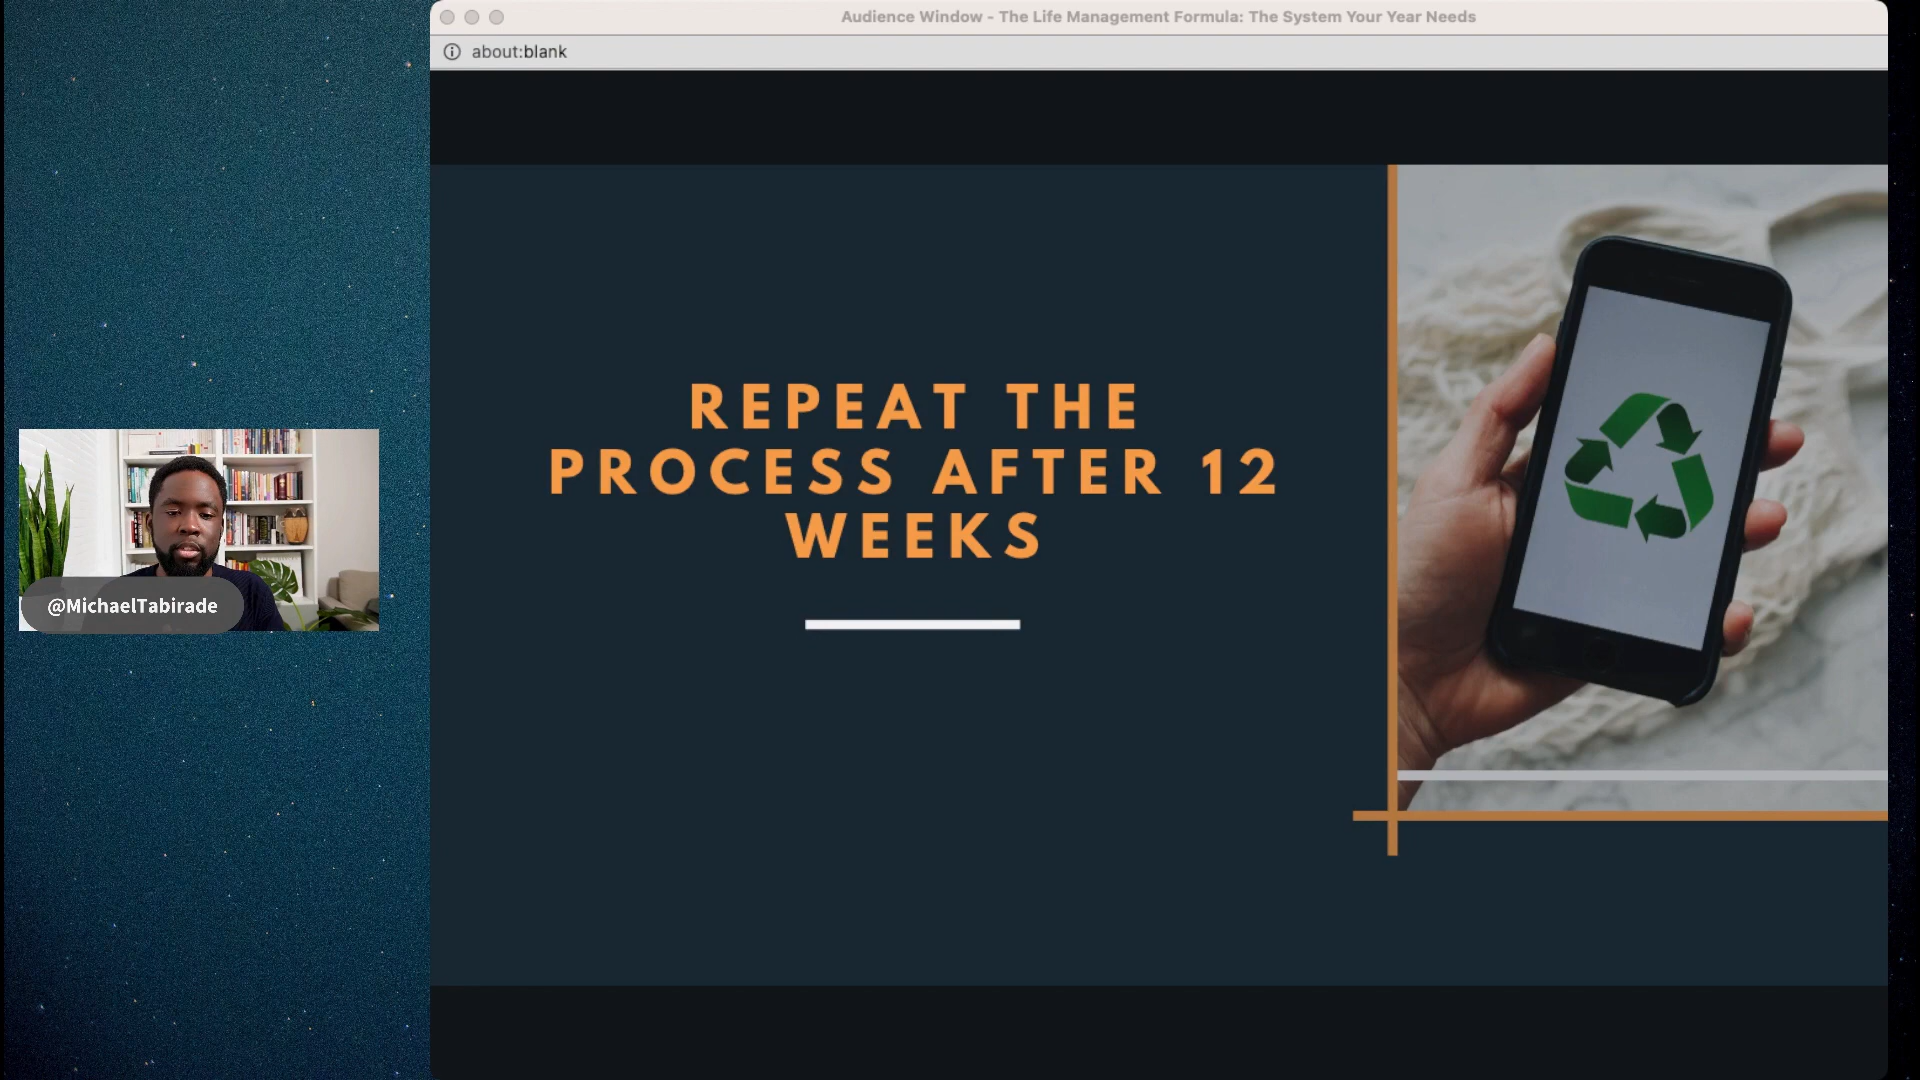 Audience Window - The Life Management Formula: The System Your Year Needs
about:blank
REPEAT THE
PROCESS AFTER 12
WEEKS
@MichaelTabirade